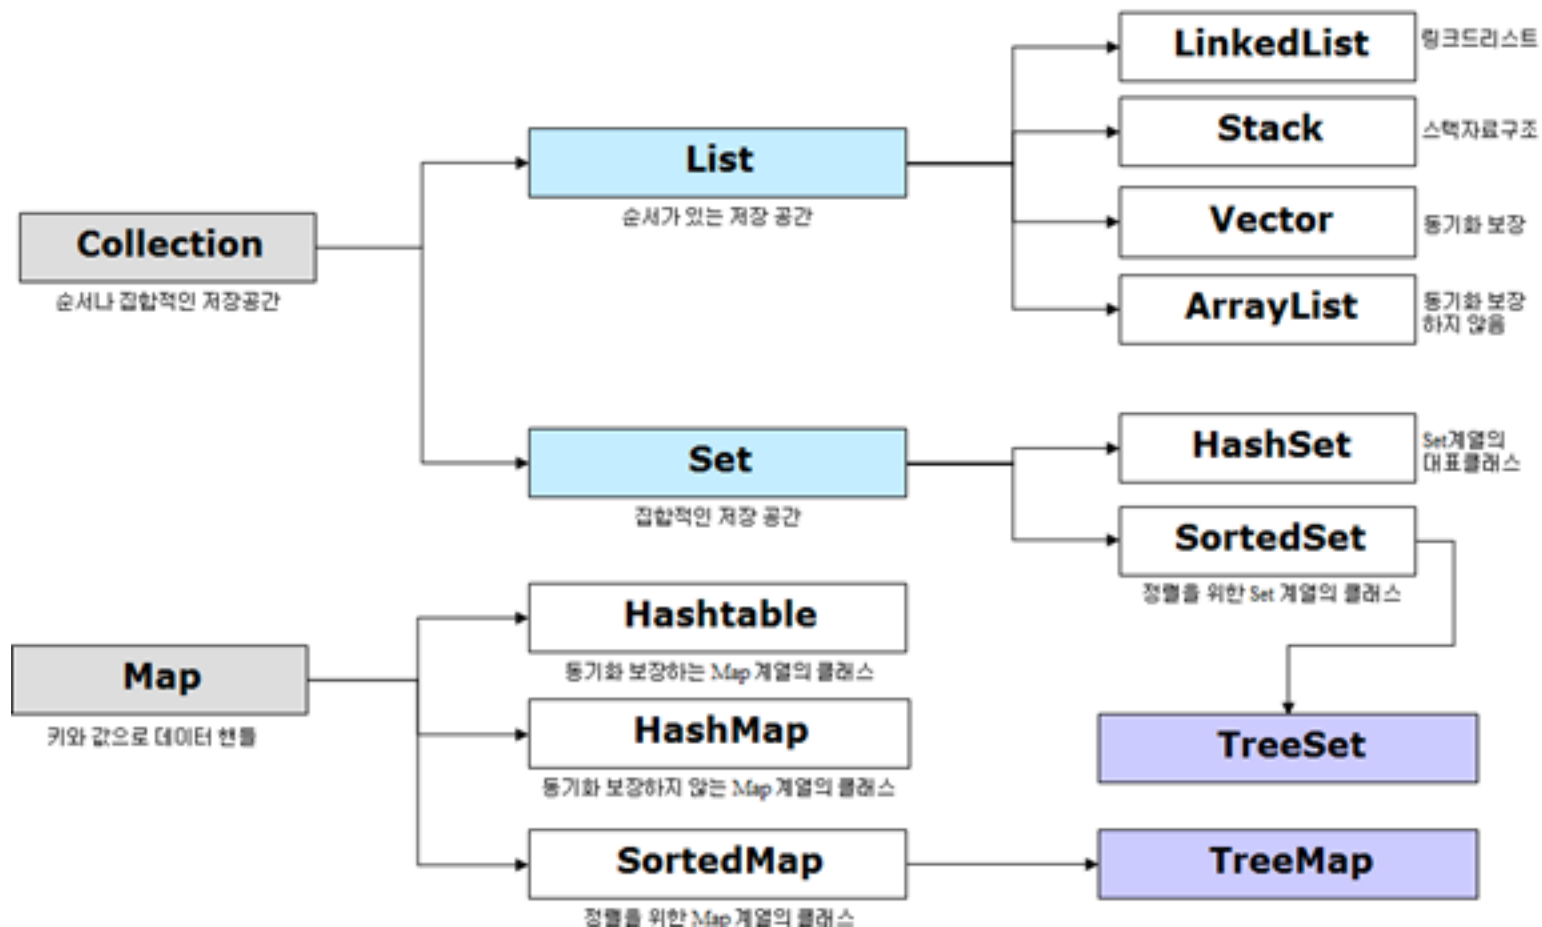 Collection
순서나 집합적인 저장공간
List
순서가 있는 저장 공간
LinkedList
링크드리스트
Stack
스택자료구조
Vector
동기화 보장
ArrayList
동기화 보장
하지 않음
Set
집합적인 저장 공간
HashSet
Set계열의
대표클래스
SortedSet
정렬을 위한 Set 계열의 클래스
Map
키와 값으로 데이터 핸들
Hashtable
동기화 보장하는 Map 계열의 클래스
HashMap
동기화 보장하지 않는 Map 계열의 클래스
SortedMap
정렬을 위한 Map 계열의 클래스
TreeSet
TreeMap